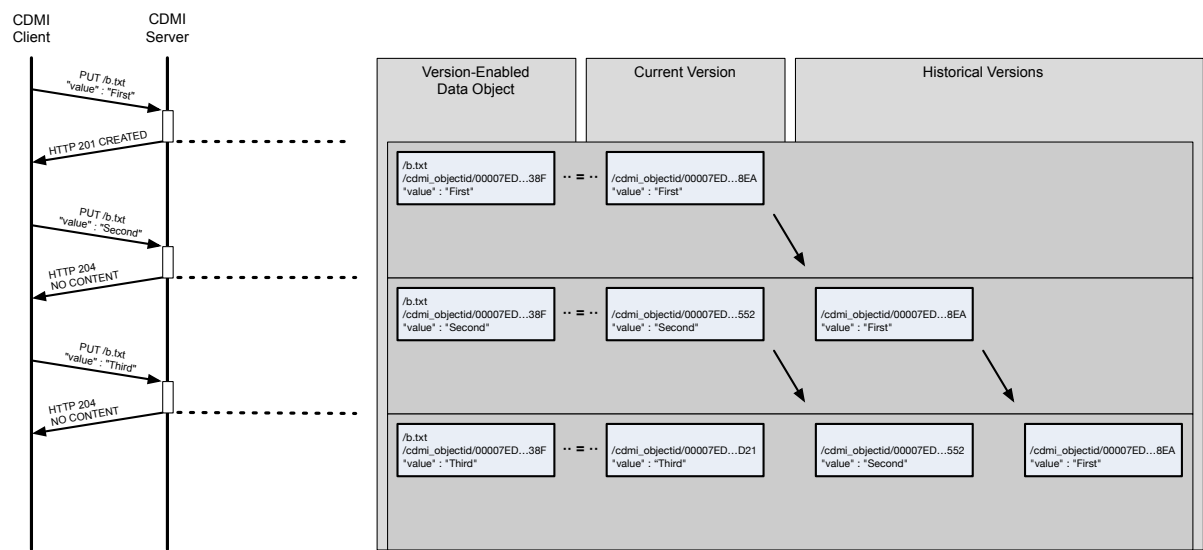 CDMI
Client
CDMI
Server
PUT /b.txt
"value" : "First"
HTTP 201 CREATED
PUT /b.txt
"value" : "Second"
HTTP 204
NO CONTENT
PUT /b.txt
"value" : "Third"
HTTP 204
NO CONTENT
Version-Enabled
Data Object
Current Version
Historical Versions
/b.txt
/cdmi_objectid/00007ED...38F
"value" : "First"
=
/cdmi_objectid/00007ED...8EA
"value" : "First"
/b.txt
/cdmi_objectid/00007ED...38F
"value" : "Second"
=
/cdmi_objectid/00007ED...552
"value" : "Second"
/cdmi_objectid/00007ED...8EA
"value" : "First"
/b.txt
/cdmi_objectid/00007ED...38F
"value" : "Third"
=
/cdmi_objectid/00007ED...D21
"value" : "Third"
/cdmi_objectid/00007ED...552
"value" : "Second"
/cdmi_objectid/00007ED...8EA
"value" : "First"